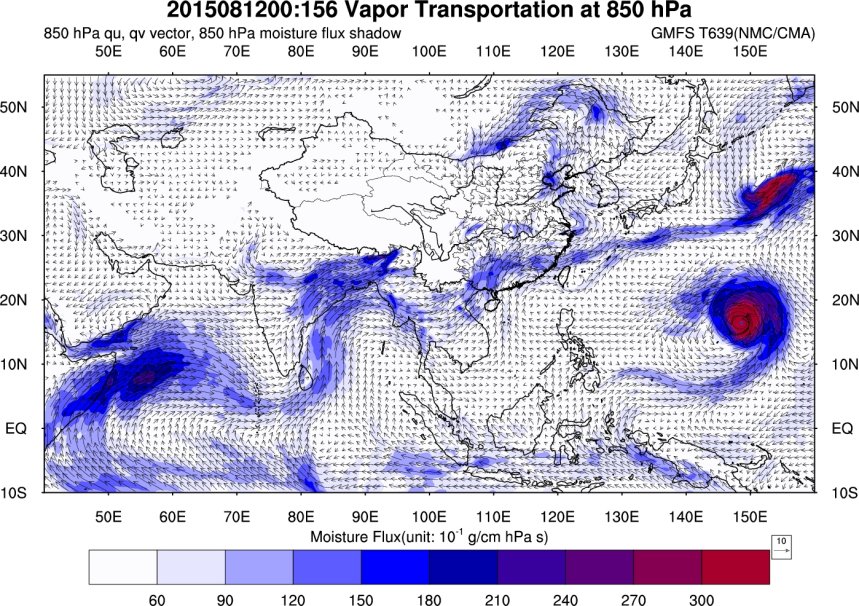 2015081200:156 Vapor Transportation at 850 hPa
850 hPa qu, qv vector, 850 hPa moisture flux shadow GMFS T639(NMC/CMA)
50E 60E 70E 80E 90E 100E 110E 120E 130E 140E 150E
50N 50N
40N 40N
30N 30N
20N 20N
10N 10N
EQ EQ
10S 10S
50E 60E 70E 80E 90E 100E 110E 120E 130E 140E 150E
Moisture Flux(unit: 10⁻¹ g/cm hPa s)
10
60 90 120 150 180 210 240 270 300